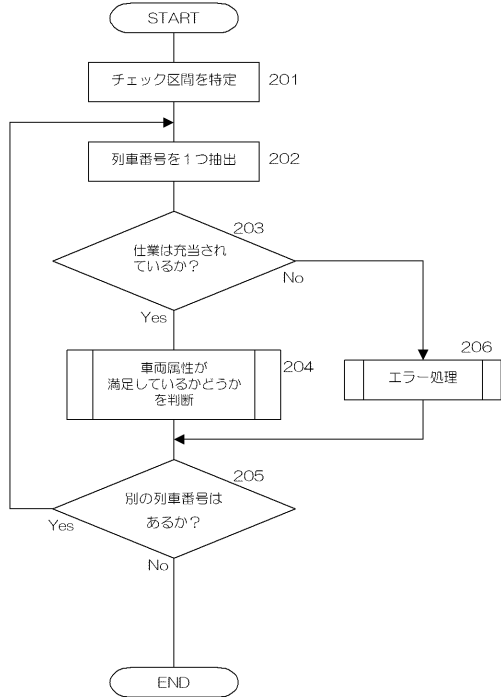 START
チェック区間を特定
201
列車番号を１つ抽出
202
203
仕業は充当され
ているか？
No
Yes
車両属性が
満足しているかどうか
を判断
204
206
エラー処理
205
別の列車番号は
あるか？
Yes
No
END